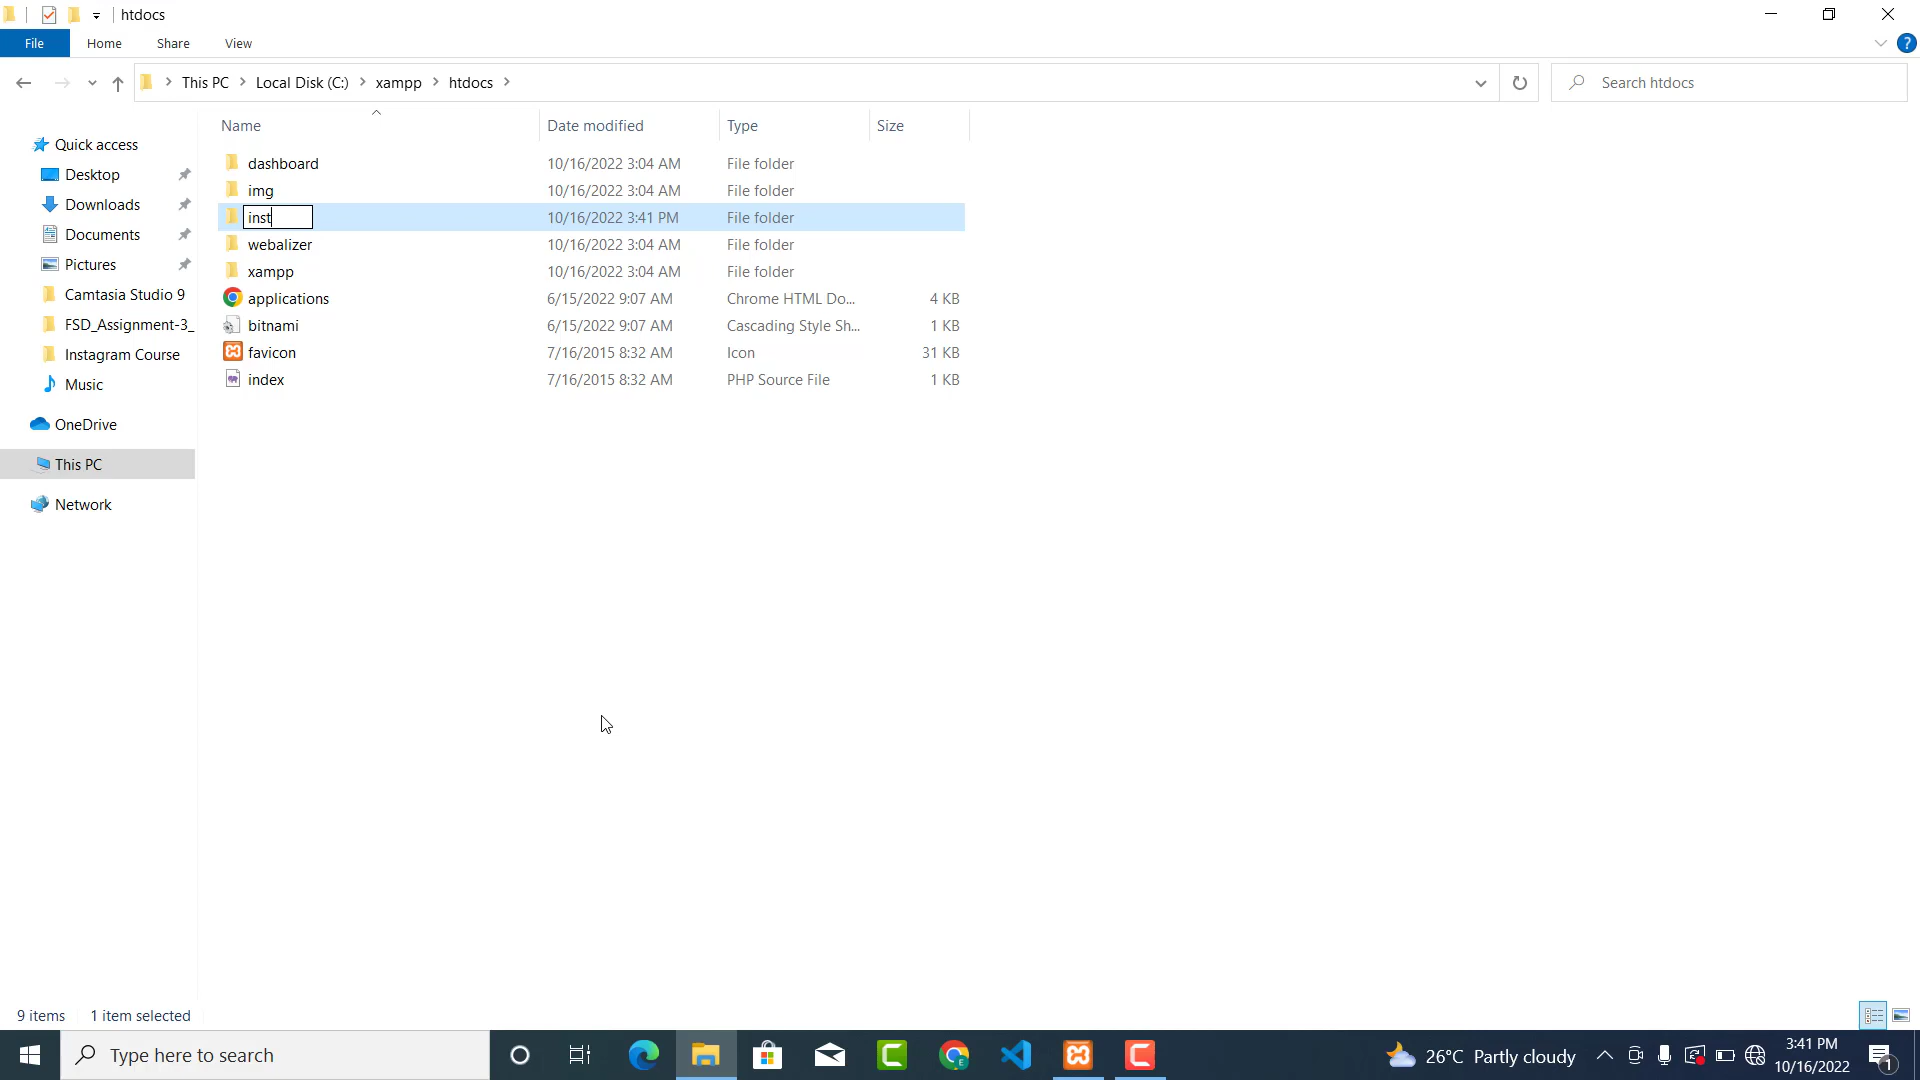 htdocs
File Home Share View
This PC Local Disk (C:) xampp htdocs
Search htdocs
Name Date modified Type Size
Quick access
Desktop
Downloads
Documents
Pictures
Camtasia Studio 9
FSD_Assignment-3_
Instagram Course
Music
OneDrive
This PC
Network
dashboard 10/16/2022 3:04 AM File folder
img 10/16/2022 3:04 AM File folder
inst 10/16/2022 3:41 PM File folder
webalizer 10/16/2022 3:04 AM File folder
xampp 10/16/2022 3:04 AM File folder
applications 6/15/2022 9:07 AM Chrome HTML Do... 4 KB
bitnami 6/15/2022 9:07 AM Cascading Style Sh... 1 KB
favicon 7/16/2015 8:32 AM Icon 31 KB
index 7/16/2015 8:32 AM PHP Source File 1 KB
9 items 1 item selected
Type here to search
26°C Partly cloudy
3:41 PM
10/16/2022
1